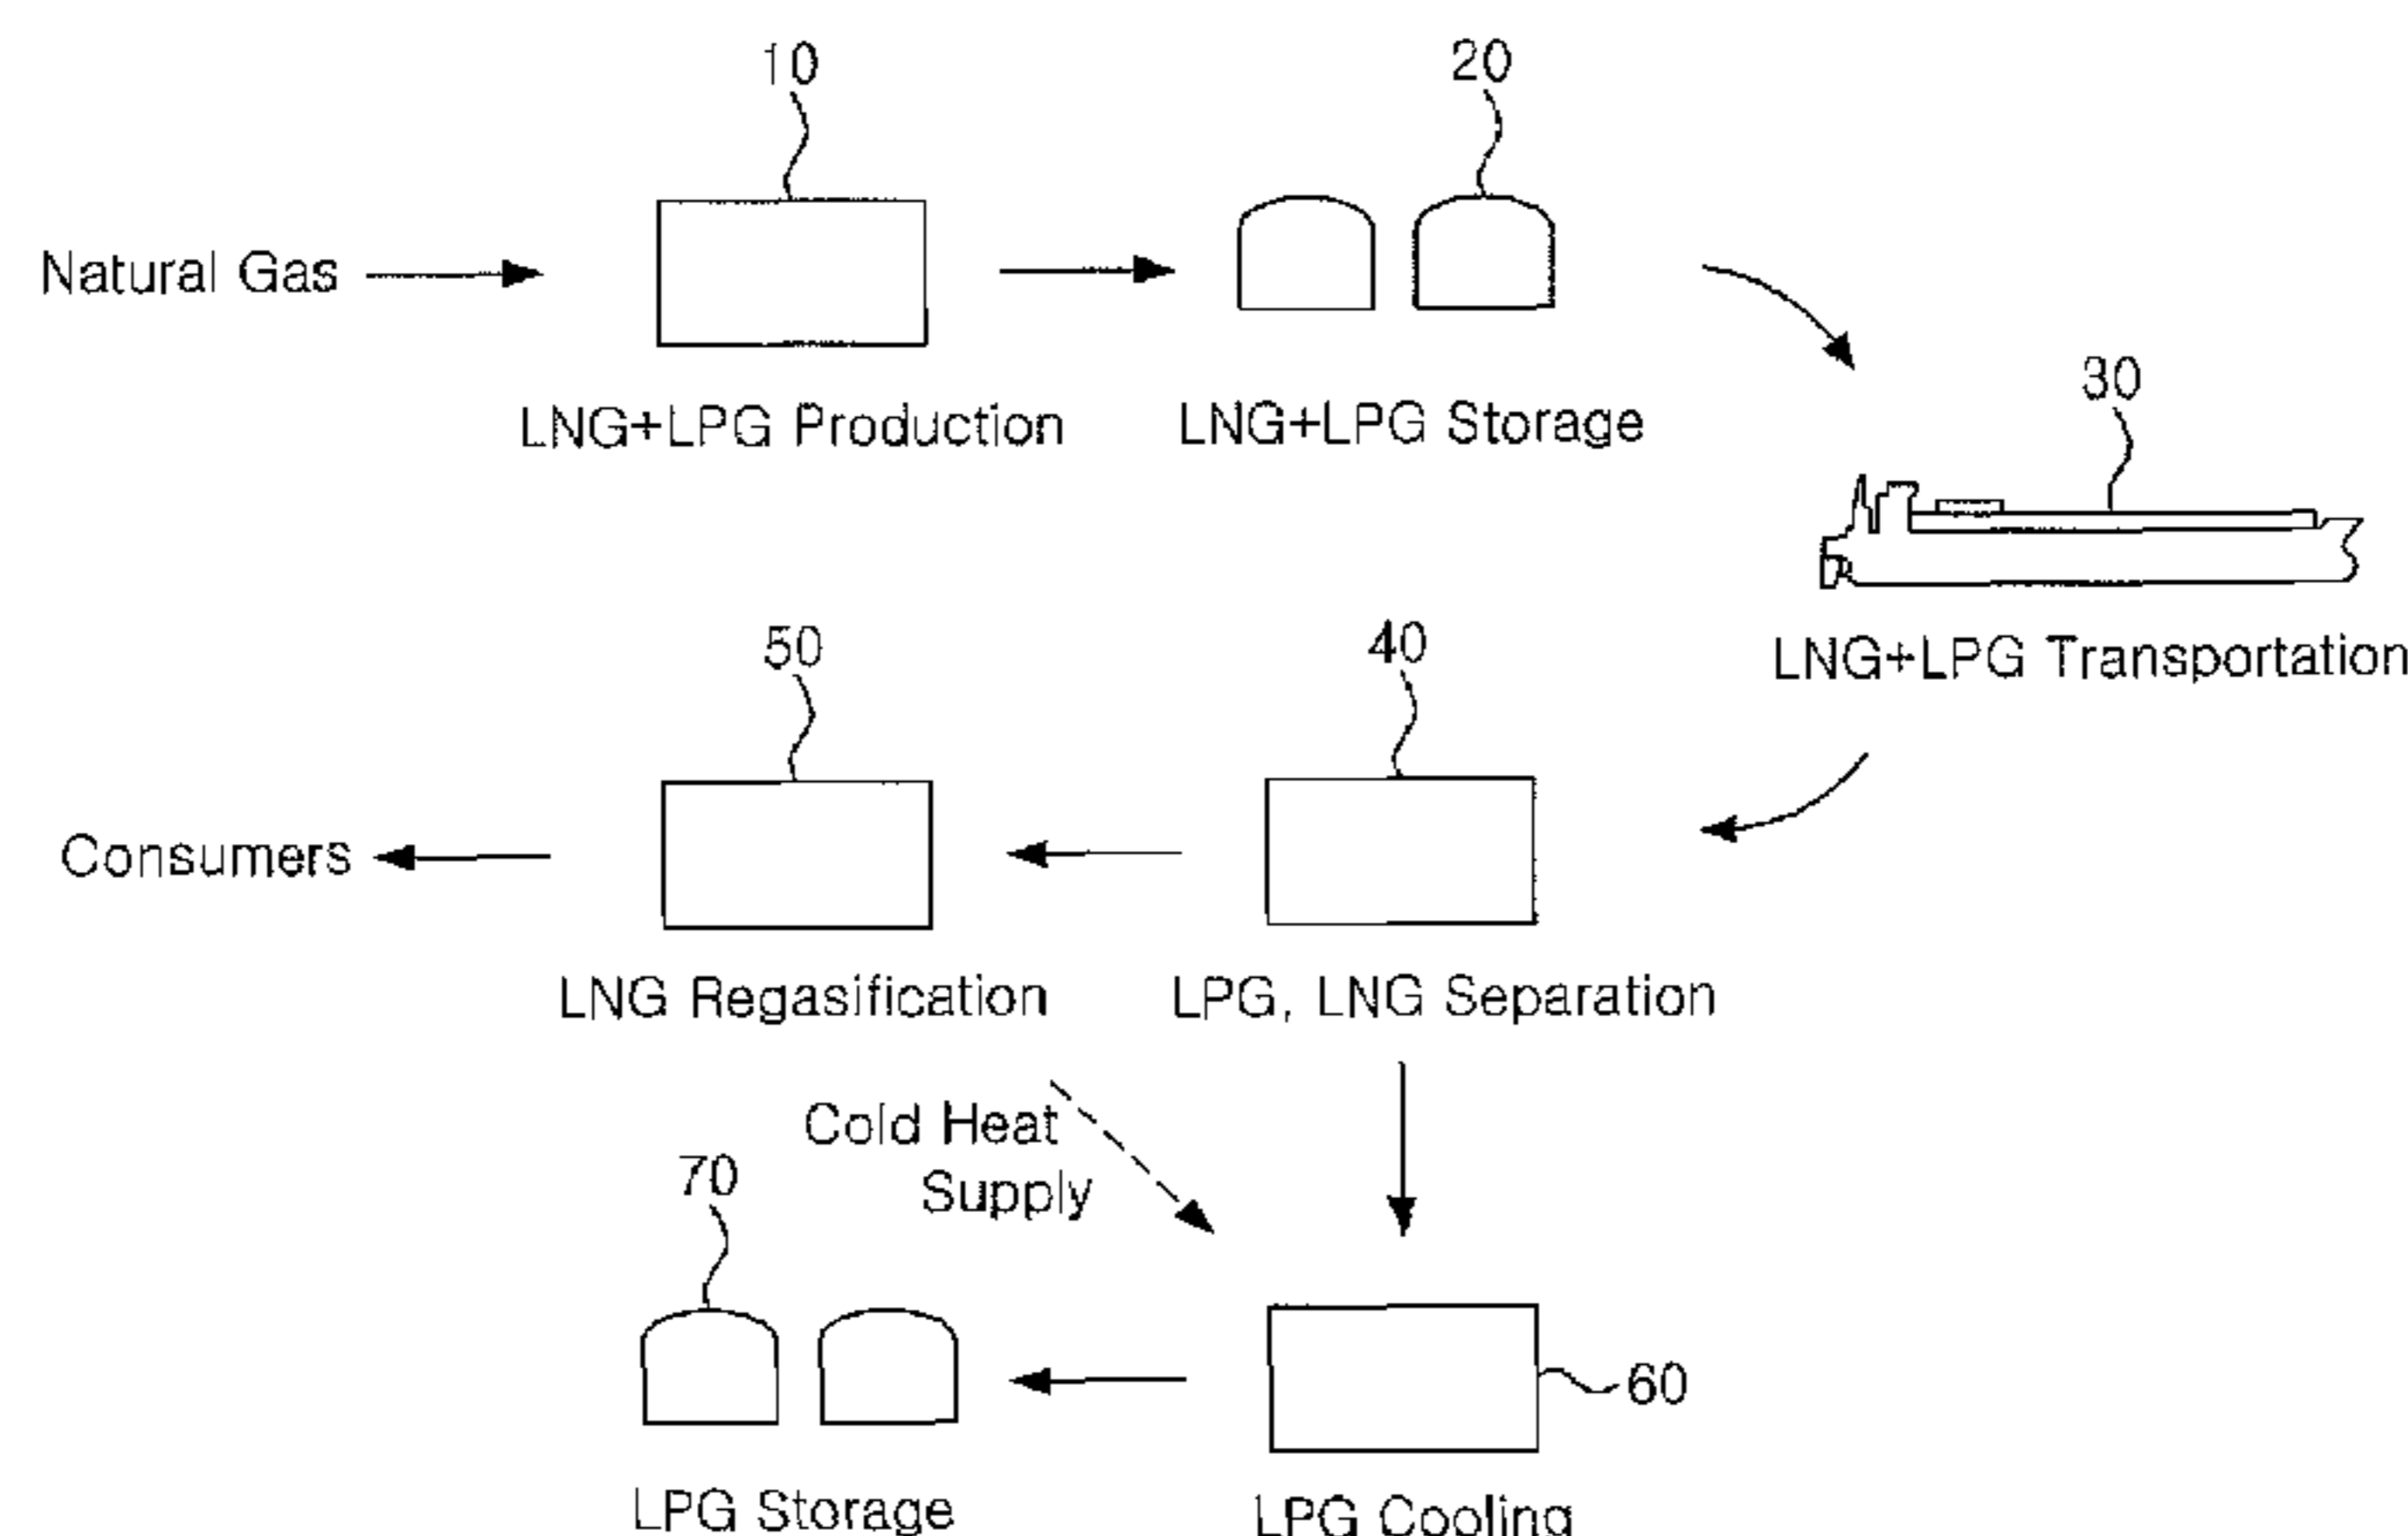 10
20
Natural Gas
LNG+LPG Production
LNG+LPG Storage
30
LNG+LPG Transportation
50
40
Consumers
LNG Regasification
LPG, LNG Separation
Cold Heat
Supply
70
60
LPG Storage
LPG Cooling